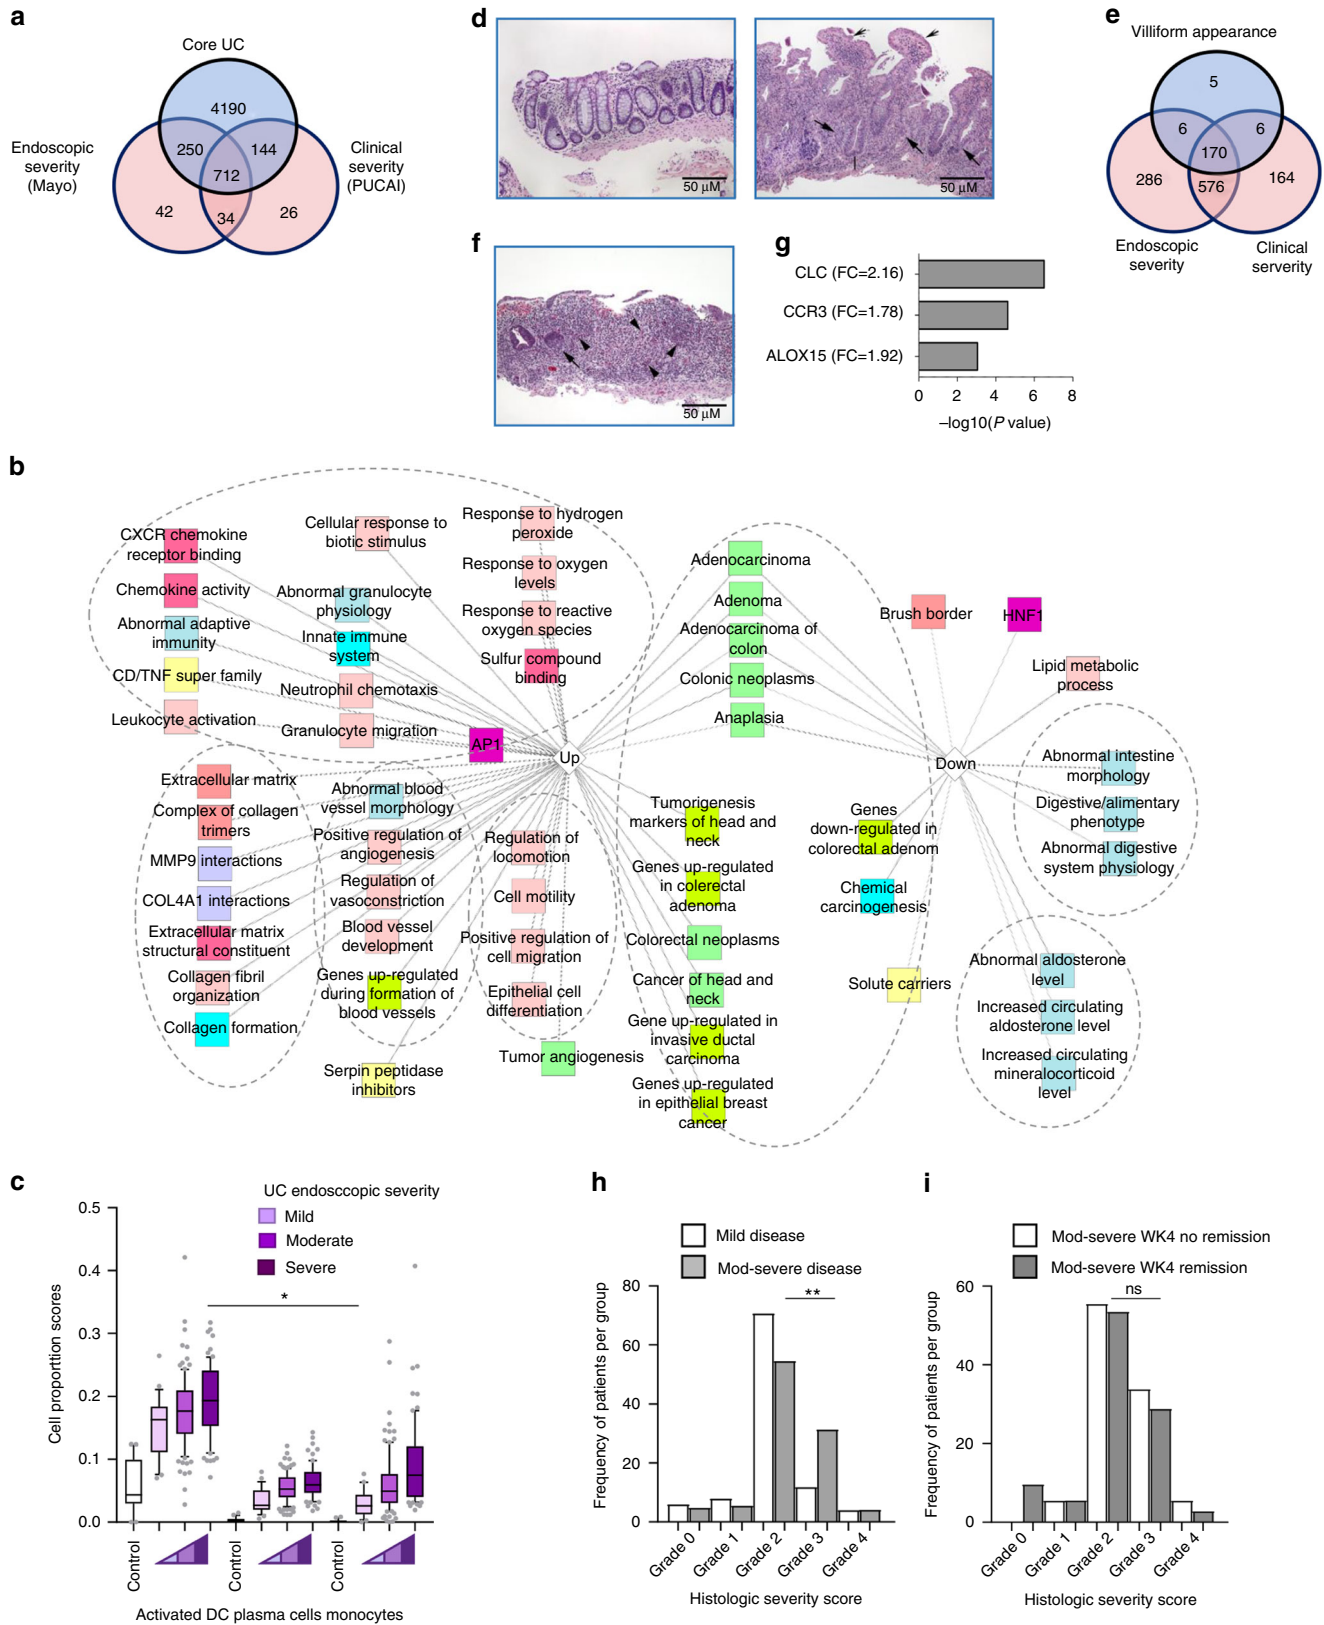 a
Core UC
4190
Endoscopic
severity
(Mayo)
250
144
712
Clinical
severity
(PUCAI)
42
34
26
d
50 µM
50 µM
e
Villiform appearance
5
6
6
170
286
576
164
Endoscopic
severity
Clinical
serverity
f
50 µM
g
CLC (FC=2.16)
CCR3 (FC=1.78)
ALOX15 (FC=1.92)
0 2 4 6 8
–log10(P value)
b
CXCR chemokine
receptor binding
Chemokine activity
Abnormal adaptive
immunity
CD/TNF super family
Leukocyte activation
Cellular response to
biotic stimulus
Abnormal granulocyte
physiology
Innate immune
system
Neutrophil chemotaxis
Granulocyte migration
Response to hydrogen
peroxide
Response to oxygen
levels
Response to reactive
oxygen species
Sulfur compound
binding
AP1
Up
Adenocarcinoma
Adenoma
Adenocarcinoma of
colon
Colonic neoplasms
Anaplasia
Brush border
HNF1
Lipid metabolic
process
Down
Abnormal intestine
morphology
Digestive/alimentary
phenotype
Abnormal digestive
system physiology
Extracellular matrix
Complex of collagen
trimers
MMP9 interactions
COL4A1 interactions
Extracellular matrix
structural constituent
Collagen fibril
organization
Collagen formation
Abnormal blood
vessel morphology
Positive regulation of
angiogenesis
Regulation of
vasoconstriction
Blood vessel
development
Genes up-regulated
during formation of
blood vessels
Serpin peptidase
inhibitors
Regulation of
locomotion
Cell motility
Positive regulation of
cell migration
Epithelial cell
differentiation
Tumor angiogenesis
Tumorigenesis
markers of head and
neck
Genes up-regulated
in colerectal
adenoma
Colorectal neoplasms
Cancer of head and
neck
Gene up-regulated in
invasive ductal
carcinoma
Genes up-regulated
in epithelial breast
cancer
Genes
down-regulated in
colorectal adenom
Chemical
carcinogenesis
Solute carriers
Abnormal aldosterone
level
Increased circulating
aldosterone level
Increased circulating
mineralocorticoid
level
c
UC endosccopic severity
Mild
Moderate
Severe
Cell proporttion scores
0.5
0.4
0.3
0.2
0.1
0.0
*
Control
Control
Control
Activated DC plasma cells monocytes
h
Mild disease
Mod-severe disease
Frequency of patients per group
80
60
40
20
0
**
Grade 0
Grade 1
Grade 2
Grade 3
Grade 4
Histologic severity score
i
Mod-severe WK4 no remission
Mod-severe WK4 remission
Frequency of patients per group
60
40
20
0
ns
Grade 0
Grade 1
Grade 2
Grade 3
Grade 4
Histologic severity score